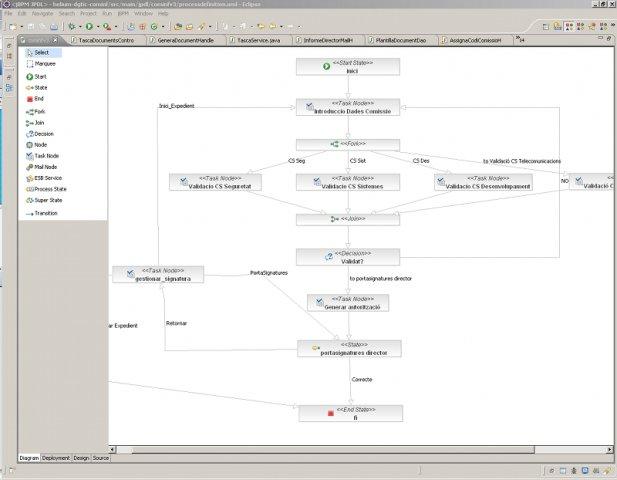 jBPM JPDL > - helium-dgtic-cominf/src/main/jpdl/cominfv3/processdefinition.xml - Eclipse
File Edit Navigate Search Project Run jBPM Window Help
TascaDocumentsContro GeneraDocumentHandle TascaService.java InformeDirectorMailH PlantillaDocumentDao AssignaCodiComissioH
Select
Marquee
Start
State
End
Fork
Join
Decision
Node
Task Node
Mail Node
ESB Service
Process State
Super State
Transition
<<Start State>>
Inici
Inici_Expedient
<<Task Node>>
Introduccio Dades Comissio
<<Fork>>
CS Seg
CS Sist
CS Des
to Validació CS Telecomunicacions
<<Task Node>>
Validacio CS Seguretat
<<Task Node>>
Validacio CS Sistemes
<<Task Node>>
Validacio CS Desenvolupament
<<Task
Validació C
NO
<<Join>>
<<Decision>>
Validat?
<<Task Node>>
gestionar_signatura
PortaSignatures
to portasignatures director
<<Task Node>>
Generar autorització
ar Expedient
Retornar
<<State>>
portasignatures director
Correcte
<<End State>>
fi
Diagram Deployment Design Source